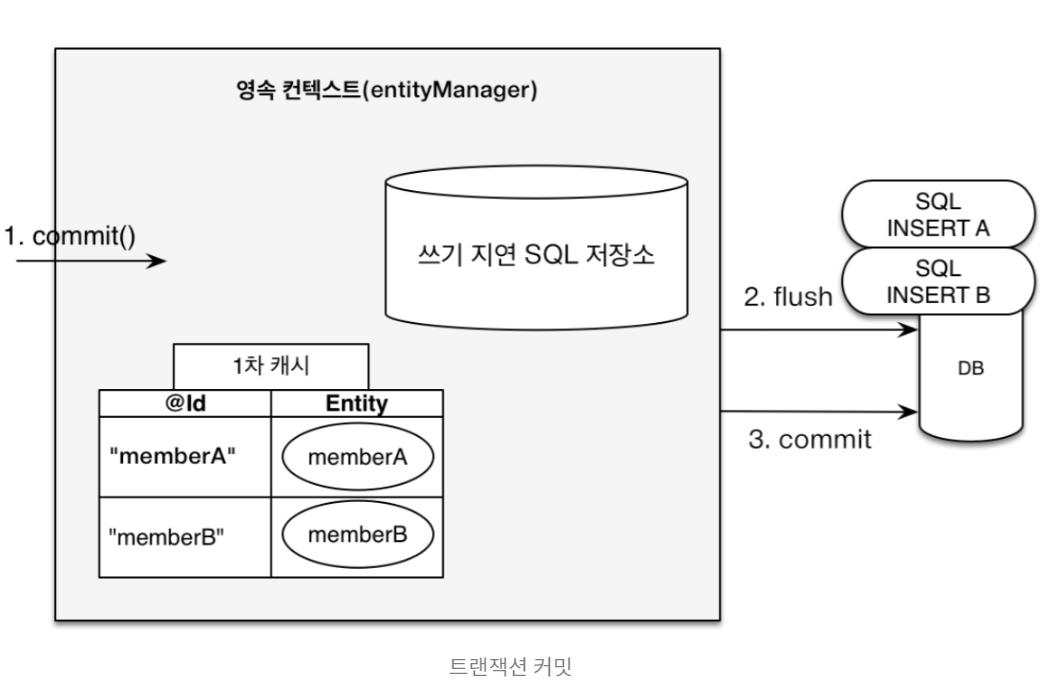 영속 컨텍스트(entityManager)
1. commit()
쓰기 지연 SQL 저장소
SQL
INSERT A
SQL
INSERT B
2. flush
DB
3. commit
1차 캐시
@Id Entity
"memberA" memberA
"memberB" memberB
트랜잭션 커밋